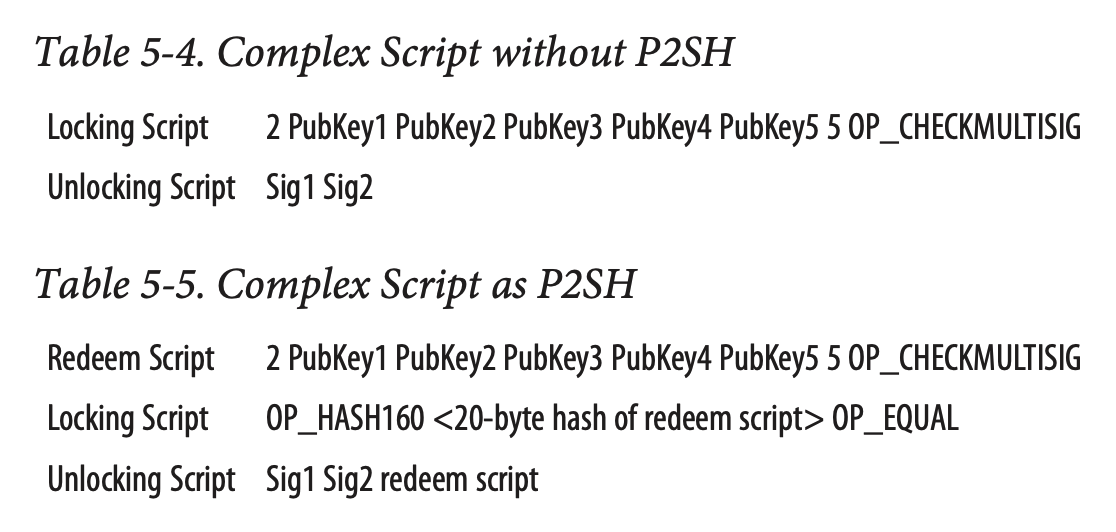 Table 5-4. Complex Script without P2SH
Locking Script 2 PubKey1 PubKey2 PubKey3 PubKey4 PubKey5 5 OP_CHECKMULTISIG
Unlocking Script Sig1 Sig2
Table 5-5. Complex Script as P2SH
Redeem Script 2 PubKey1 PubKey2 PubKey3 PubKey4 PubKey5 5 OP_CHECKMULTISIG
Locking Script OP_HASH160 <20-byte hash of redeem script> OP_EQUAL
Unlocking Script Sig1 Sig2 redeem script